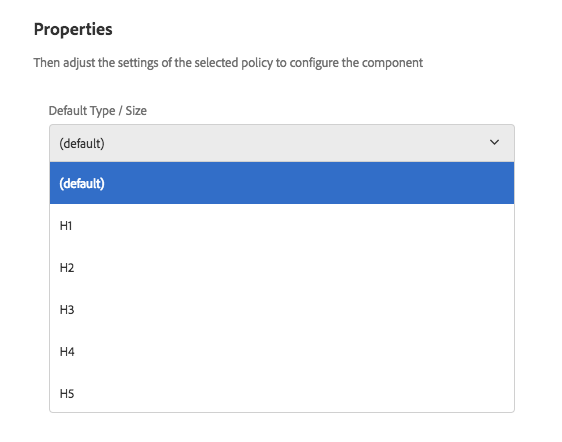 Properties
Then adjust the settings of the selected policy to configure the component
Default Type / Size
(default)
(default)
H1
H2
H3
H4
H5